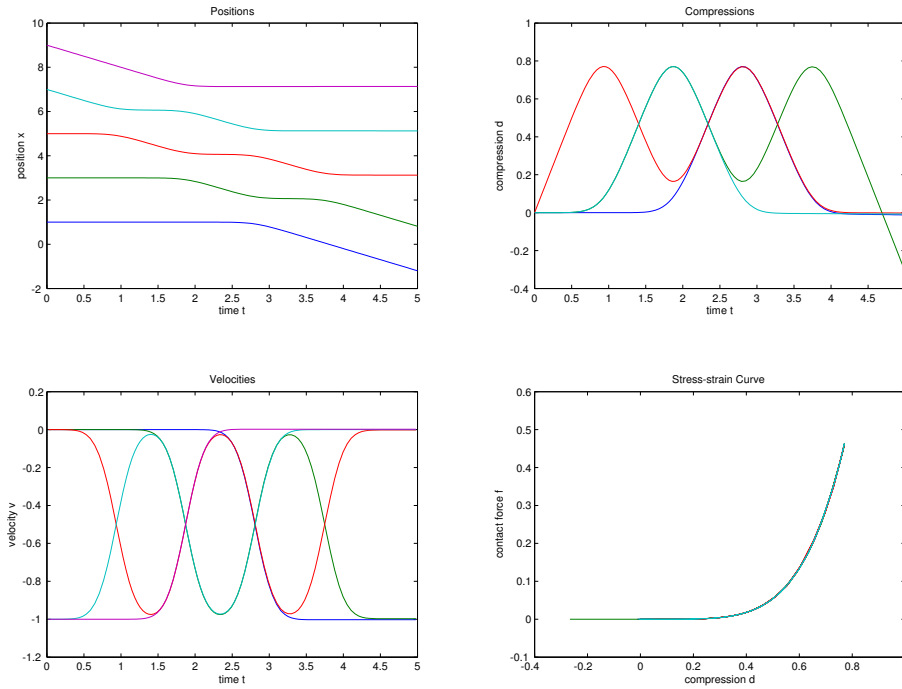 Positions
10
8
6
4
2
0
-2
position x
0 0.5 1 1.5 2 2.5 3 3.5 4 4.5 5
time t
Compressions
1
0.8
0.6
0.4
0.2
0
-0.2
-0.4
compression d
0 0.5 1 1.5 2 2.5 3 3.5 4 4.5
time t
Velocities
0.2
0
-0.2
-0.4
-0.6
-0.8
-1
-1.2
velocity v
0 0.5 1 1.5 2 2.5 3 3.5 4 4.5 5
time t
Stress-strain Curve
0.6
0.5
0.4
0.3
0.2
0.1
0
-0.1
contact force f
-0.4 -0.2 0 0.2 0.4 0.6 0.8
compression d